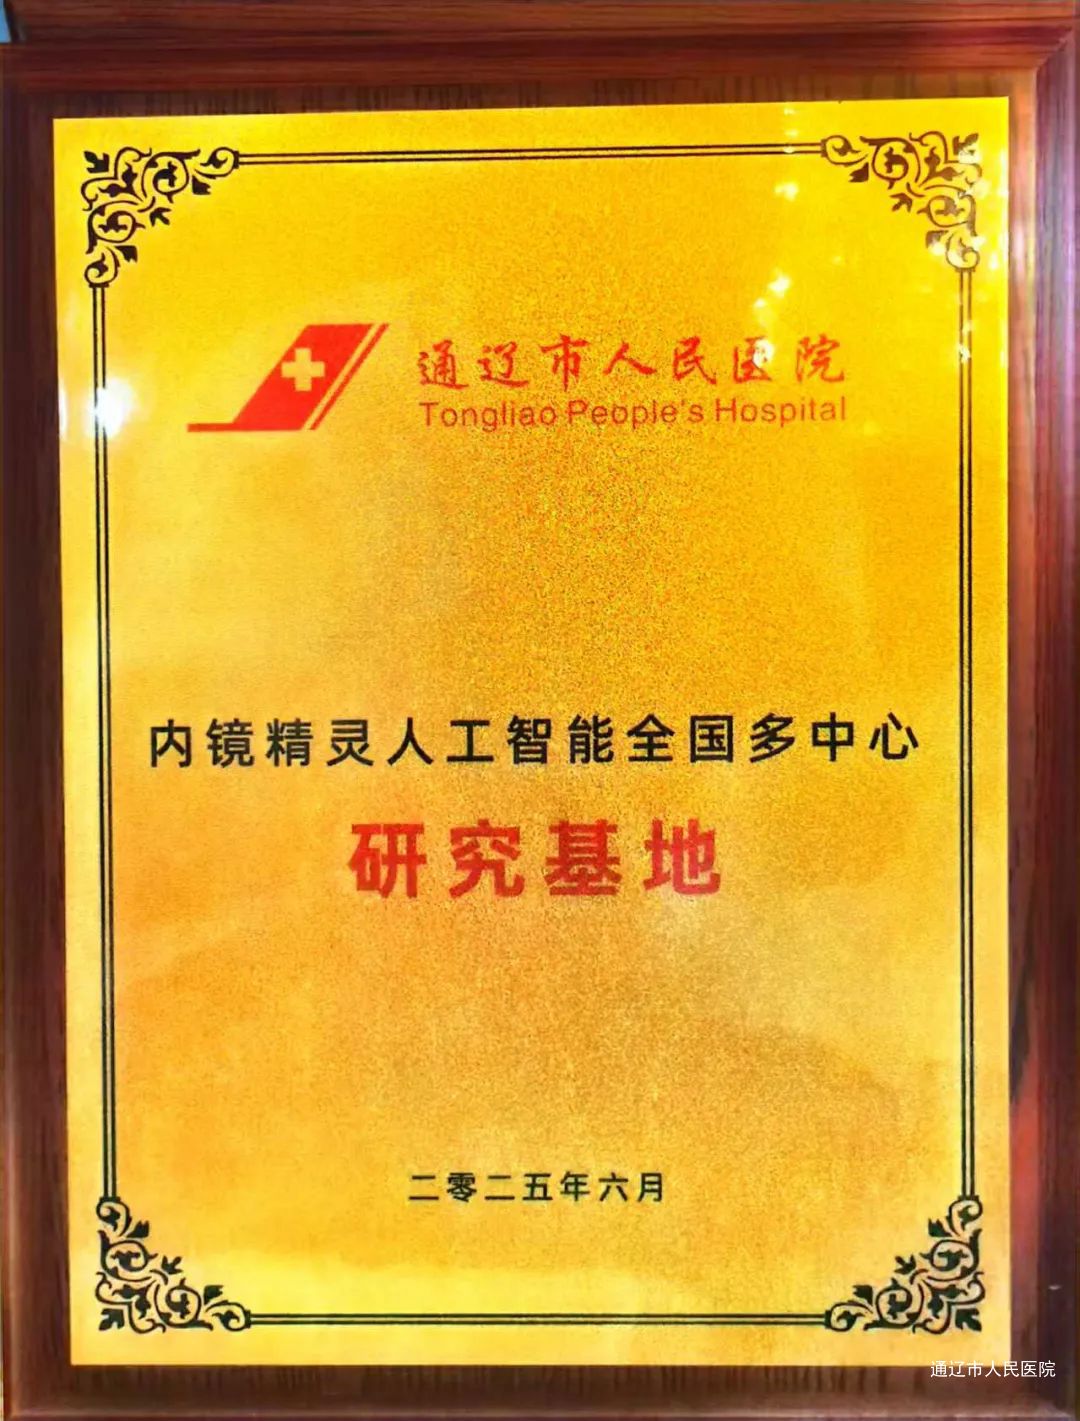 通辽市人民医院
Tongliao People's Hospital
内镜精灵人工智能全国多中心
研究基地
二零二五年六月
通辽市人民医院